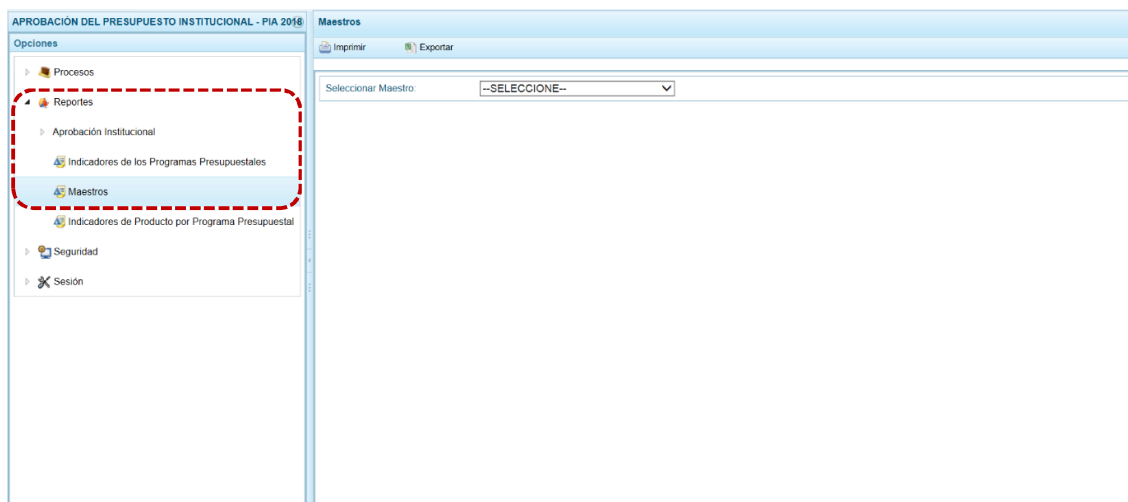 APROBACIÓN DEL PRESUPUESTO INSTITUCIONAL - PIA 2018
Opciones
Procesos
Reportes
Aprobación Institucional
Indicadores de los Programas Presupuestales
Maestros
Indicadores de Producto por Programa Presupuestal
Seguridad
Sesión
Maestros
Imprimir Exportar
Seleccionar Maestro: --SELECCIONE--